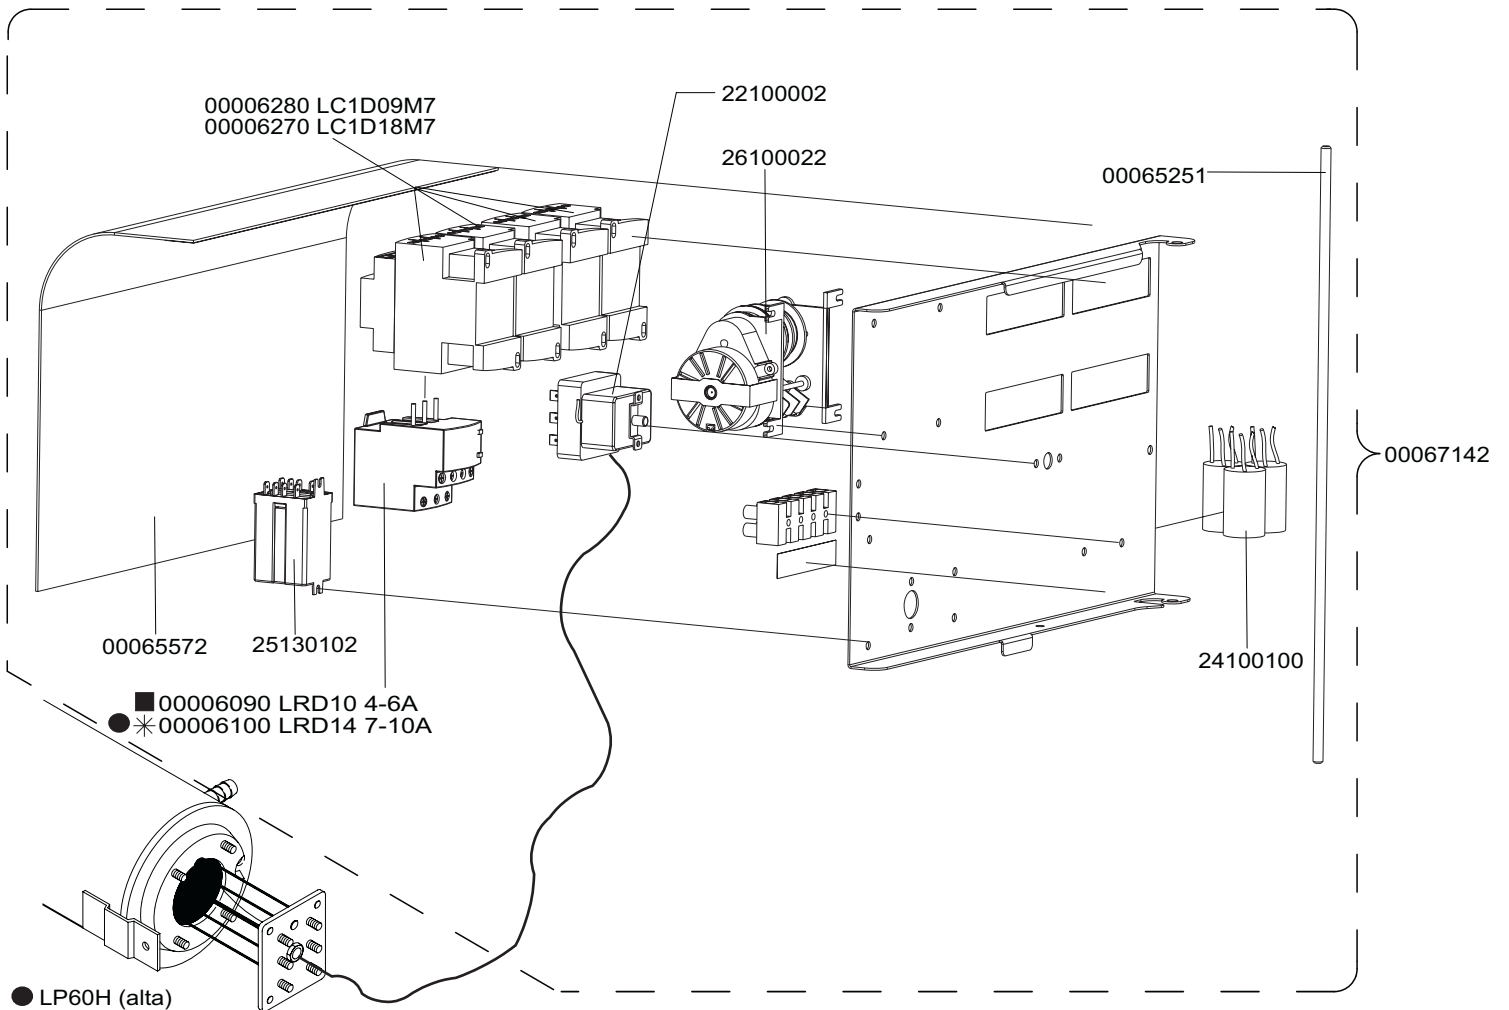 00006280 LC1D09M7
00006270 LC1D18M7
22100002
26100022
00065251
00067142
00065572
25130102
24100100
■ 00006090 LRD10 4-6A
● ✳ 00006100 LRD14 7-10A
● LP60H (alta)